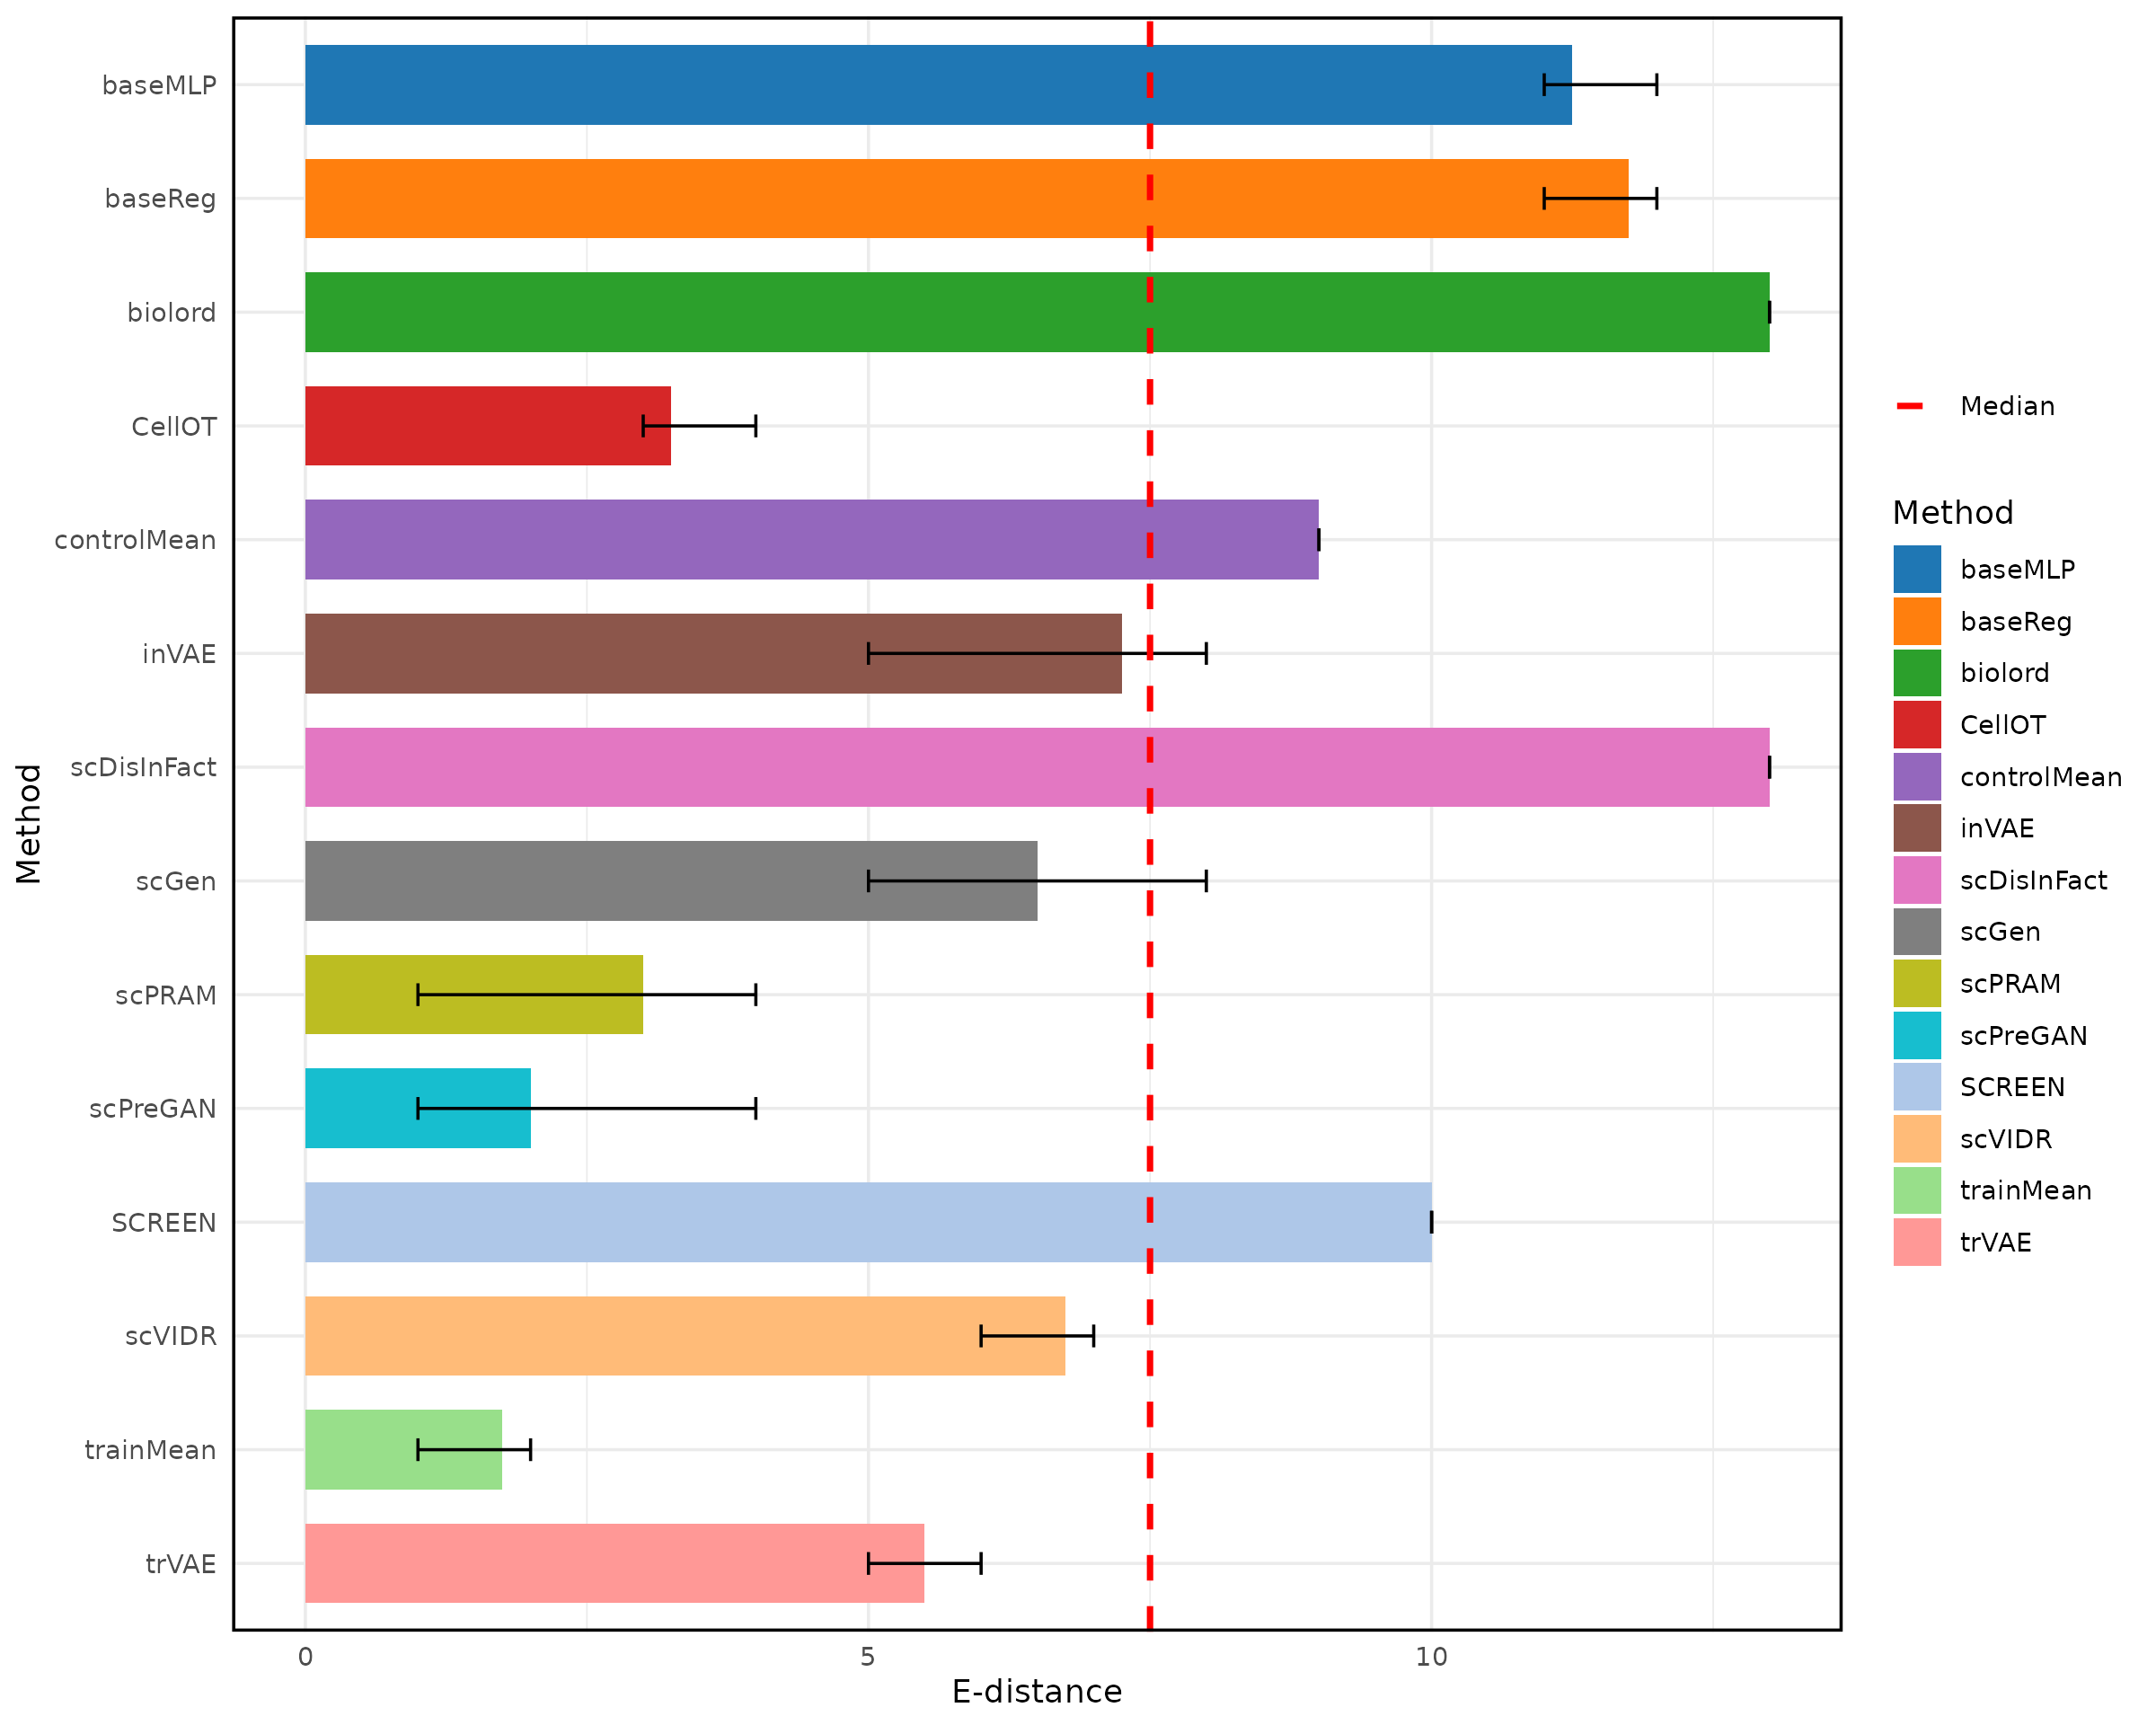 baseMLP
baseReg
biolord
CellOT
controlMean
inVAE
scDisInFact
scGen
scPRAM
scPreGAN
SCREEN
scVIDR
trainMean
trVAE
Method
0 5 10
E-distance
Median
Method
baseMLP
baseReg
biolord
CellOT
controlMean
inVAE
scDisInFact
scGen
scPRAM
scPreGAN
SCREEN
scVIDR
trainMean
trVAE